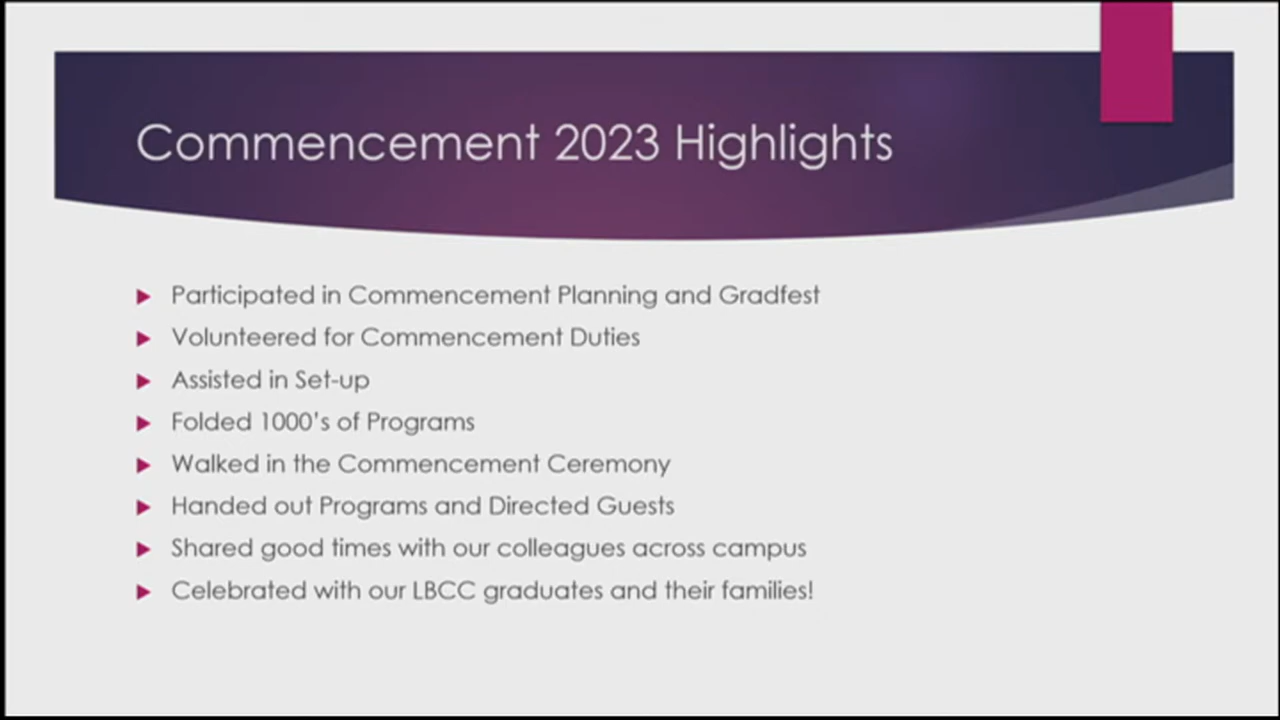 Commencement 2023 Highlights
Participated in Commencement Planning and Gradfest
Volunteered for Commencement Duties
Assisted in Set-up
Folded 1000's of Programs
Walked in the Commencement Ceremony
Handed out Programs and Directed Guests
Shared good times with our colleagues across campus
Celebrated with our LBCC graduates and their families!